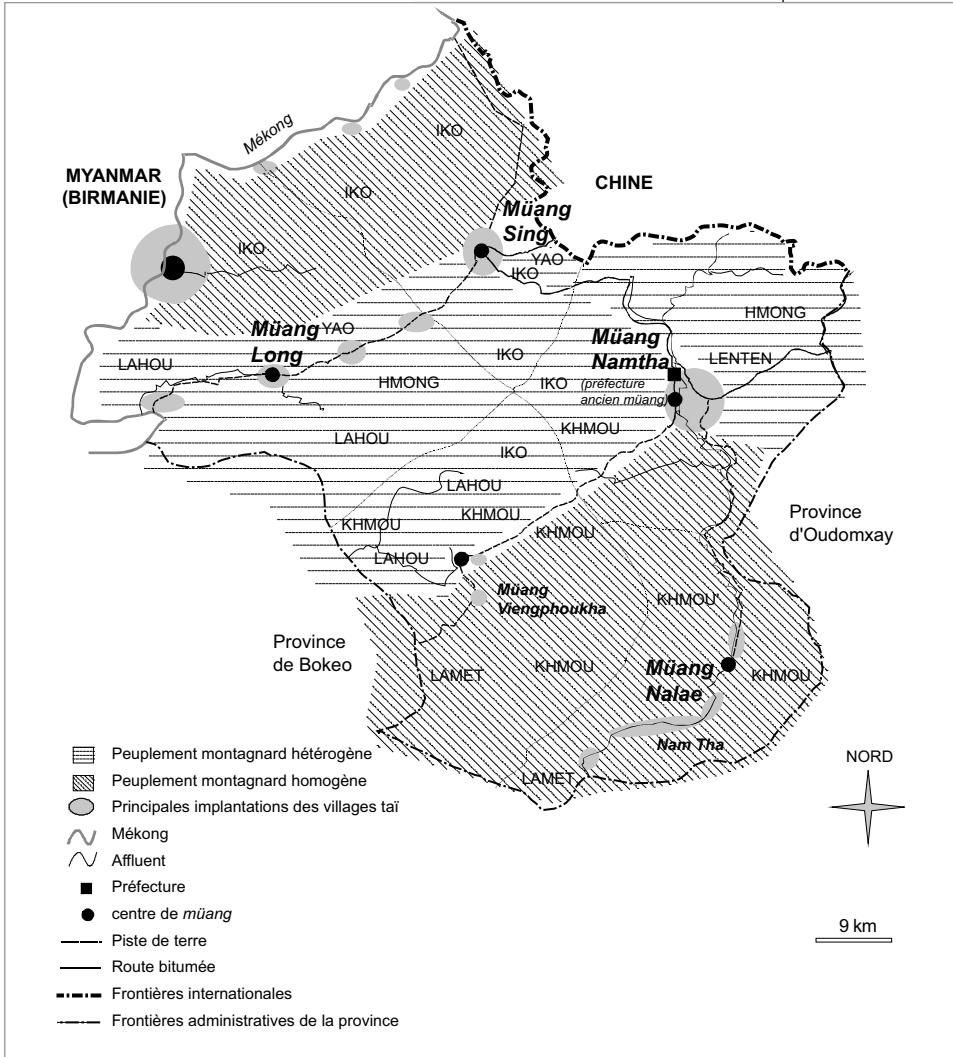 IKO
Mékong
MYANMAR
(BIRMANIE)
CHINE
IKO
Müang
Sing
IKO
YAO
IKO
HMONG
Müang
Long
YAO
Müang
Namtha
LENTEN
LAHOU
IKO
HMONG
IKO
(préfecture
ancien müang)
KHMOU
LAHOU
IKO
LAHOU
KHMOU
KHMOU
KHMOU
Province
d'Oudomxay
LAHOU
Müang
Viengphoukha
KHMOU'
Province
de Bokeo
LAMET
KHMOU
Müang
Nalae
KHMOU
Nam Tha
LAMET
NORD
Peuplement montagnard hétérogène
Peuplement montagnard homogène
Principales implantations des villages taï
Mékong
Affluent
Préfecture
centre de müang
Piste de terre
Route bitumée
Frontières internationales
Frontières administratives de la province
9 km